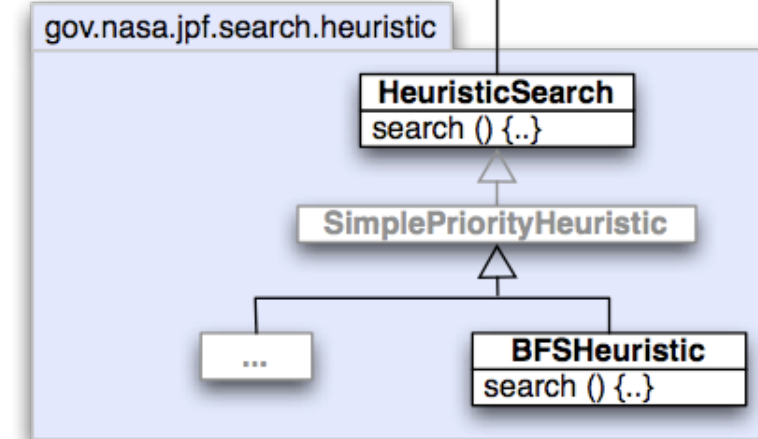 gov.nasa.jpf.search.heuristic
HeuristicSearch
search () {..}
SimplePriorityHeuristic
...
BFSHeuristic
search () {..}